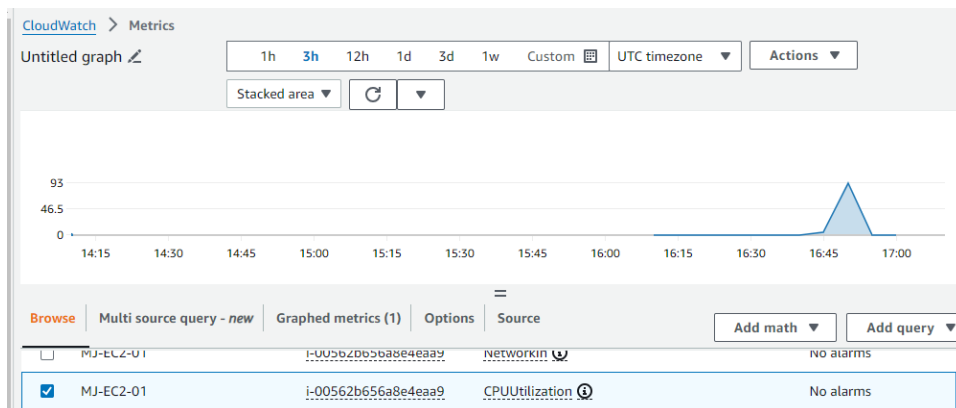 CloudWatch > Metrics
Untitled graph
1h 3h 12h 1d 3d 1w Custom UTC timezone Actions
Stacked area
93
46.5
0
14:15 14:30 14:45 15:00 15:15 15:30 15:45 16:00 16:15 16:30 16:45 17:00
Browse Multi source query - new Graphed metrics (1) Options Source
Add math Add query
MJ-EC2-01 i-00562b656a8e4eaa9 NetworkIn No alarms
MJ-EC2-01 i-00562b656a8e4eaa9 CPUUtilization No alarms